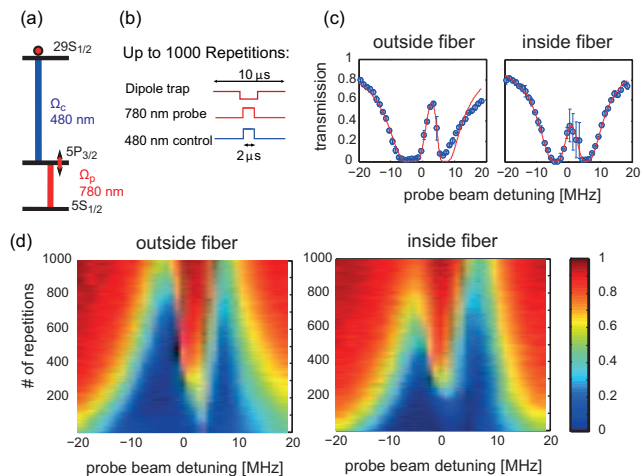 (a)
29S1/2
Ωc
480 nm
5P3/2
Ωp
780 nm
5S1/2
(b)
Up to 1000 Repetitions:
10 μs
Dipole trap
780 nm probe
480 nm control
2 μs
(c)
outside fiber
inside fiber
transmission
1
0.8
0.6
0.4
0.2
0
-20 -10 0 10 20
-20 -10 0 10 20
probe beam detuning [MHz]
(d)
outside fiber
inside fiber
# of repetitions
1000
800
600
400
200
−20 −10 0 10 20
probe beam detuning [MHz]
−20 −10 0 10 20
probe beam detuning [MHz]
1
0.8
0.6
0.4
0.2
0